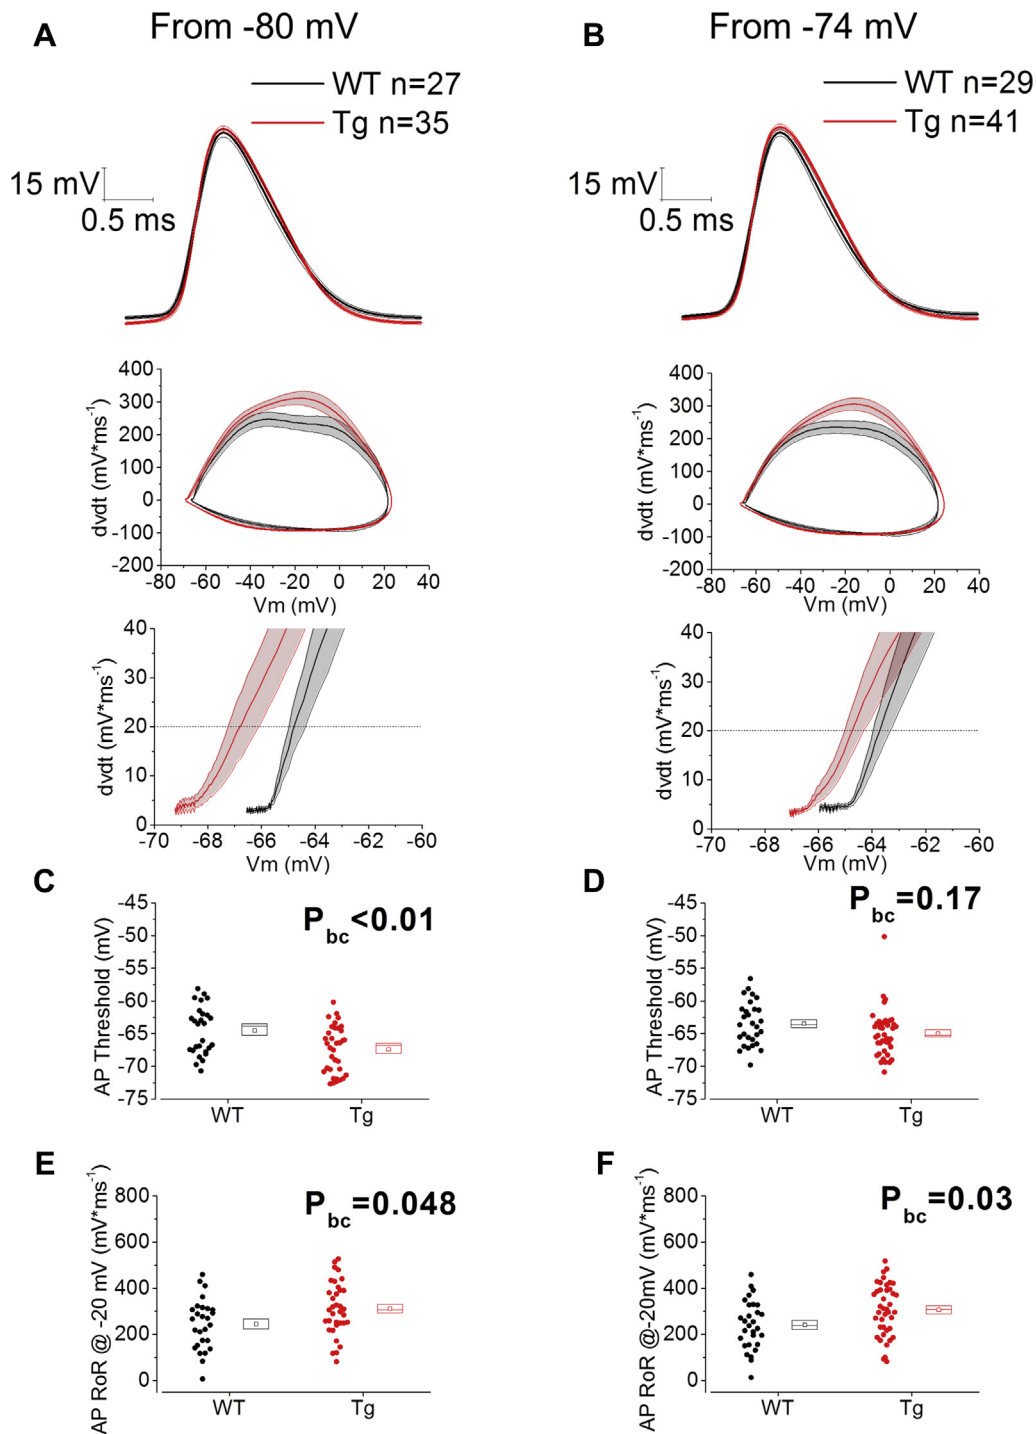 A
From -80 mV
WT n=27
Tg n=35
15 mV
0.5 ms
400
300
200
100
0
-100
-200
dvdt (mV*ms-1)
-80 -60 -40 -20 0 20 40
Vm (mV)
40
30
20
10
0
dvdt (mV*ms-1)
-70 -68 -66 -64 -62 -60
Vm (mV)
B
From -74 mV
WT n=29
Tg n=41
15 mV
0.5 ms
400
300
200
100
0
-100
-200
dvdt (mV*ms-1)
-80 -60 -40 -20 0 20 40
Vm (mV)
40
30
20
10
0
dvdt (mV*ms-1)
-70 -68 -66 -64 -62 -60
Vm (mV)
C
Pbc<0.01
-45
-50
-55
-60
-65
-70
-75
AP Threshold (mV)
WT Tg
D
Pbc=0.17
-45
-50
-55
-60
-65
-70
-75
AP Threshold (mV)
WT Tg
E
Pbc=0.048
800
600
400
200
0
AP RoR @ -20 mV (mV*ms-1)
WT Tg
F
Pbc=0.03
800
600
400
200
0
AP RoR @-20mV (mV*ms-1)
WT Tg